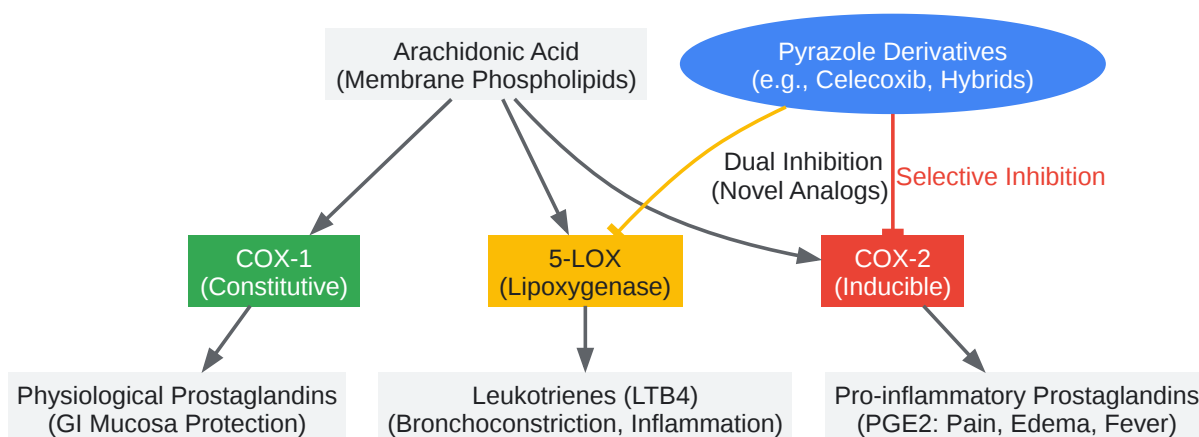 Arachidonic Acid
(Membrane Phospholipids)
Pyrazole Derivatives
(e.g., Celecoxib, Hybrids)
Dual Inhibition
(Novel Analogs)
Selective Inhibition
COX-1
(Constitutive)
5-LOX
(Lipoxygenase)
COX-2
(Inducible)
Physiological Prostaglandins
(GI Mucosa Protection)
Leukotrienes (LTB4)
(Bronchoconstriction, Inflammation)
Pro-inflammatory Prostaglandins
(PGE2: Pain, Edema, Fever)